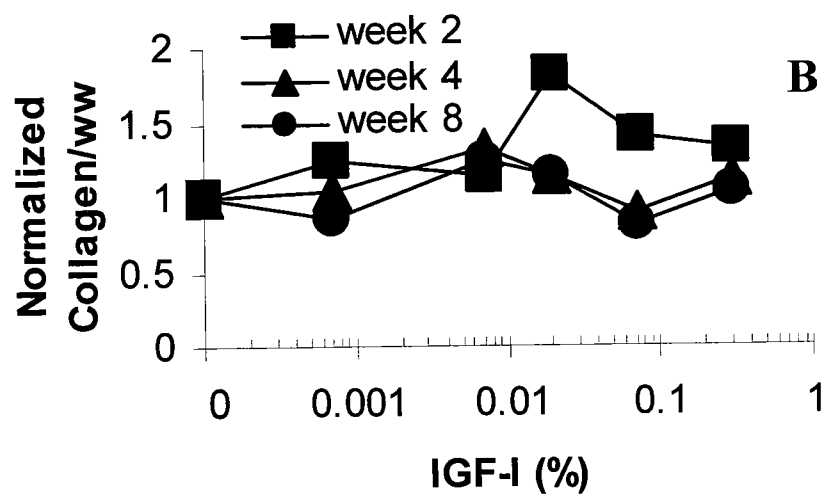 week 2
week 4
week 8
B
Normalized
Collagen/ww
2
1.5
1
0.5
0
0 0.001 0.01 0.1 1
IGF-I (%)